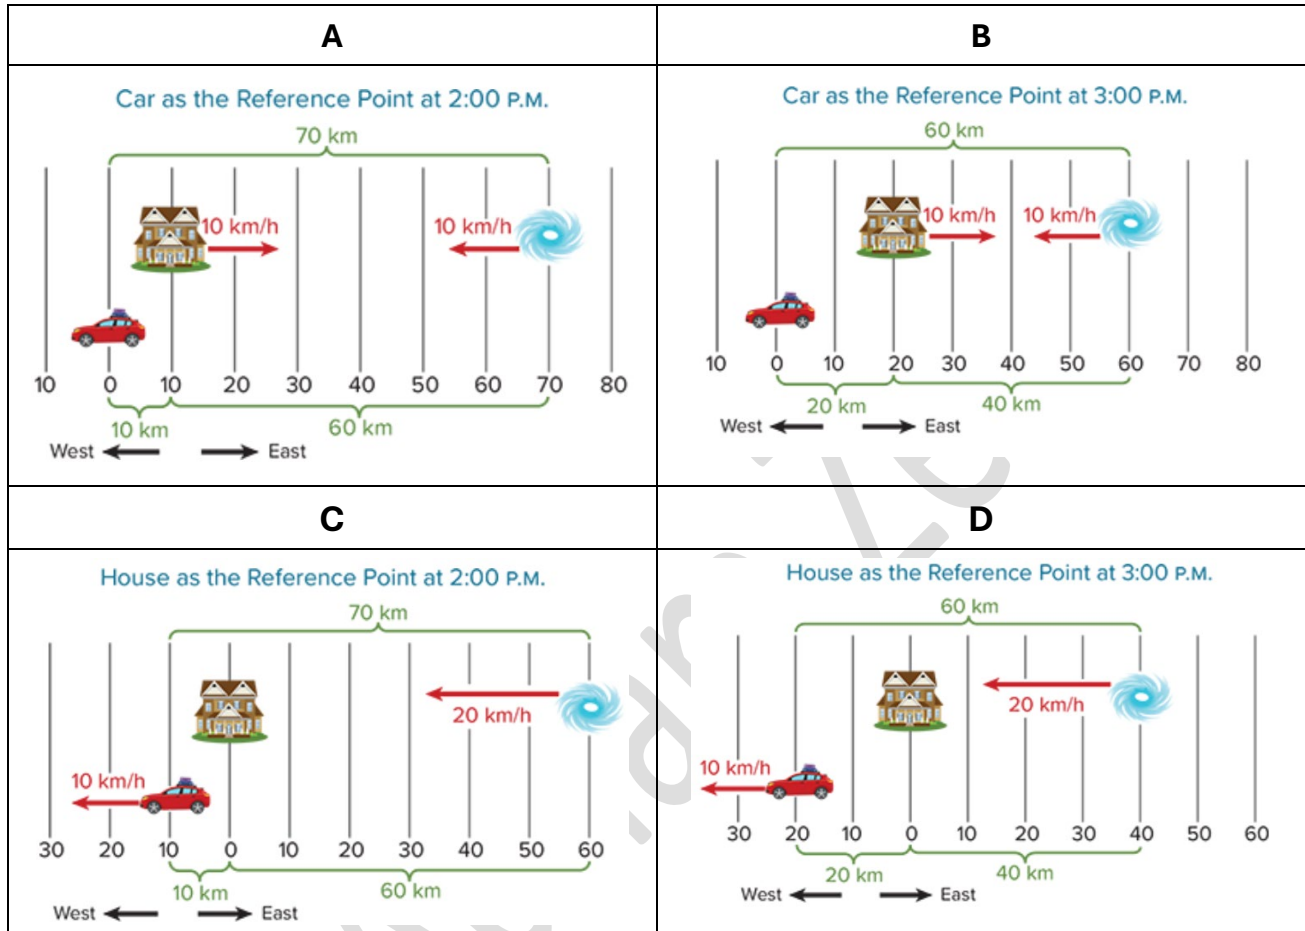 A
B
Car as the Reference Point at 2:00 P.M.
70 km
10 km/h
10 km/h
10 0 10 20 30 40 50 60 70 80
10 km
60 km
West East
Car as the Reference Point at 3:00 P.M.
60 km
10 km/h
10 km/h
10 0 10 20 30 40 50 60 70 80
20 km
40 km
West East
C
D
House as the Reference Point at 2:00 P.M.
70 km
20 km/h
10 km/h
30 20 10 0 10 20 30 40 50 60
10 km
60 km
West East
House as the Reference Point at 3:00 P.M.
60 km
20 km/h
10 km/h
30 20 10 0 10 20 30 40 50 60
20 km
40 km
West East